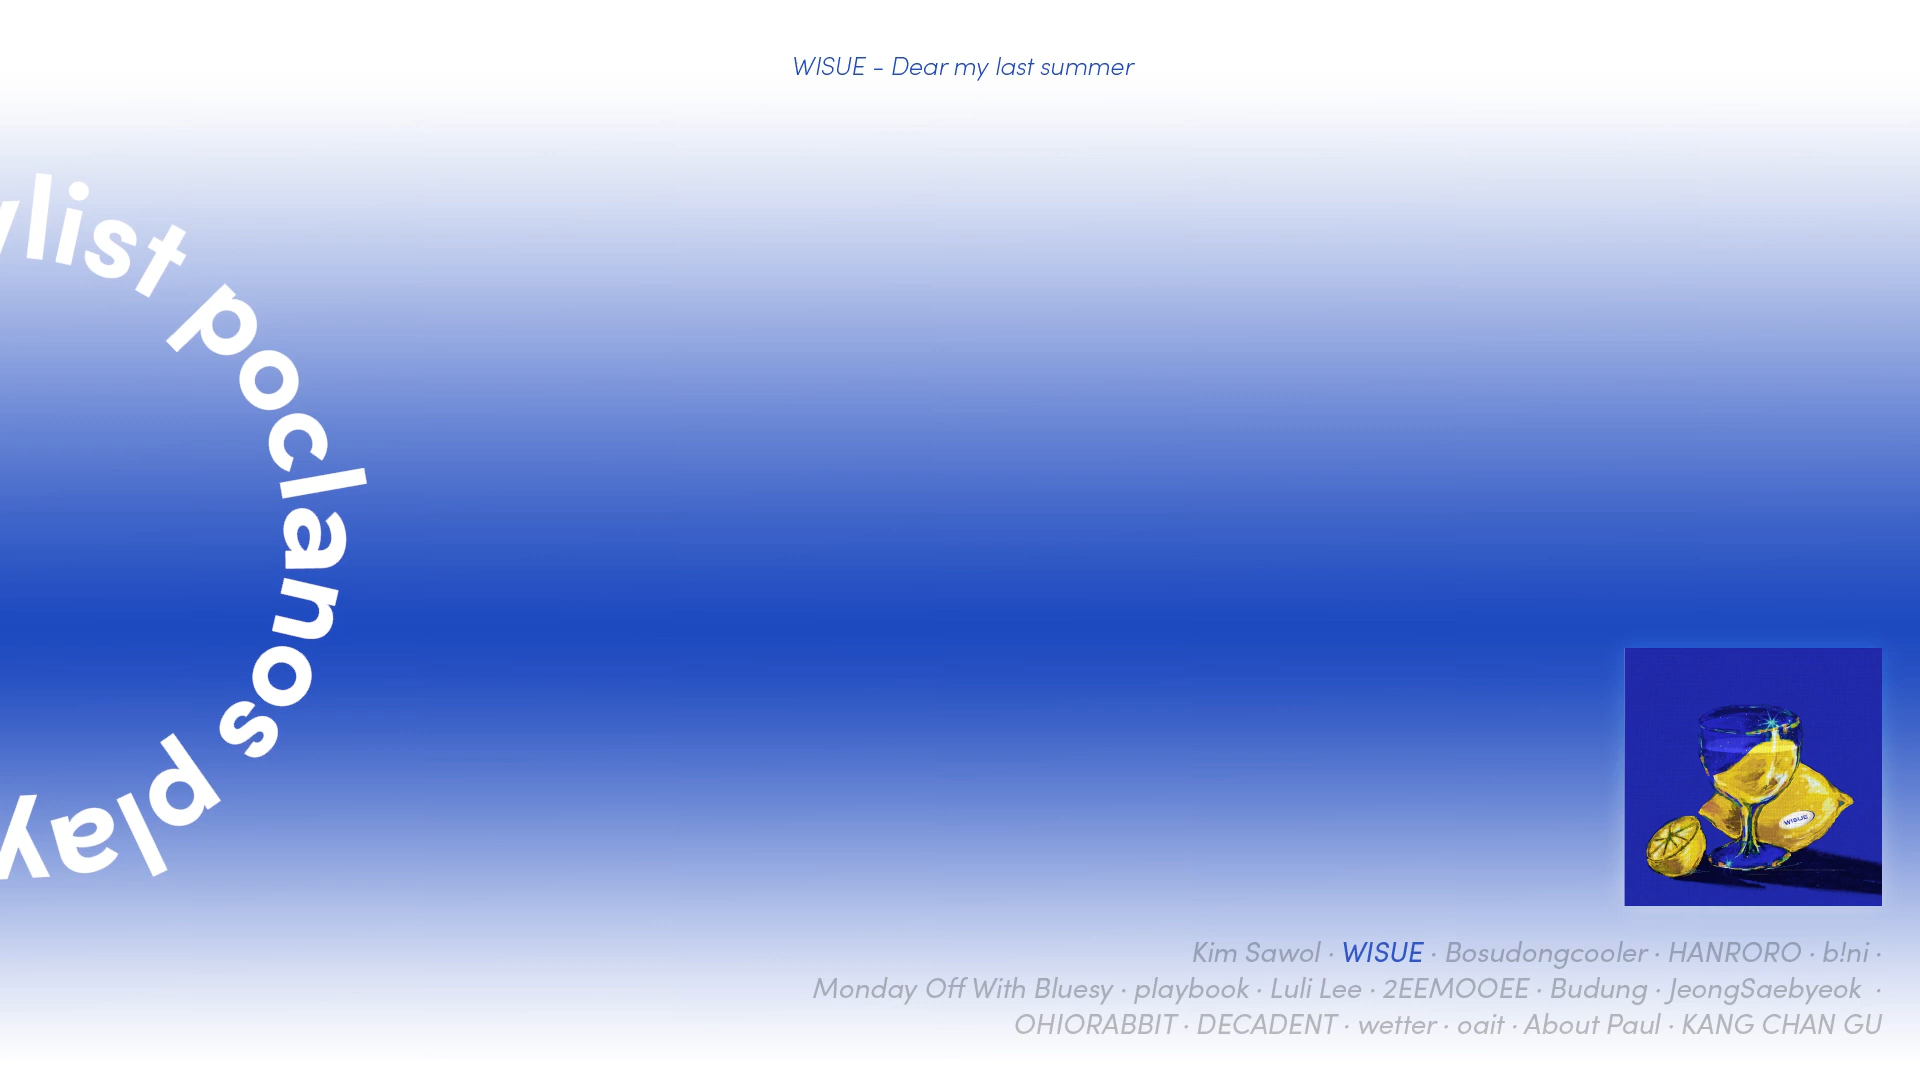 WISUE - Dear my last summer
ylist poclanos play
WISUE
Kim Sawol · WISUE · Bosudongcooler · HANRORO · b!ni ·
Monday Off With Bluesy · playbook · Luli Lee · 2EEMOOEE · Budung · JeongSaebyeok ·
OHIORABBIT · DECADENT · wetter · oait · About Paul · KANG CHAN GU